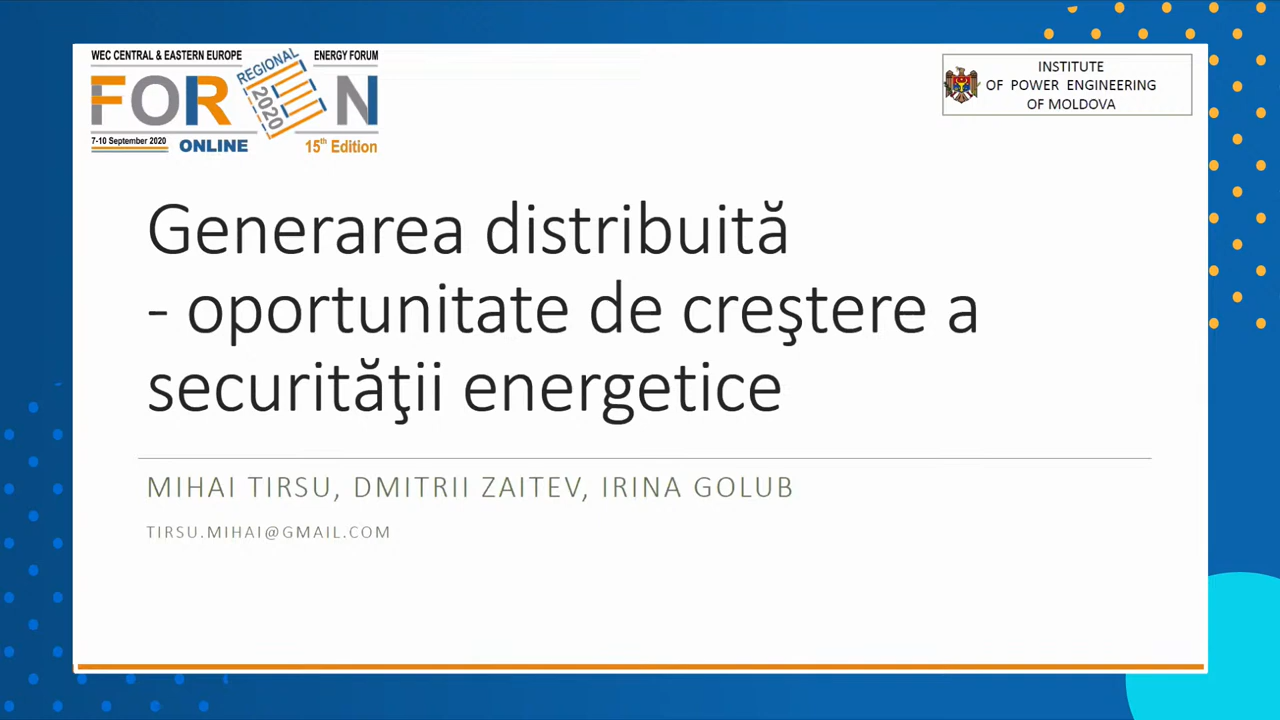 WEC CENTRAL & EASTERN EUROPE ENERGY FORUM
FOREN
REGIONAL
2020
7-10 September 2020
ONLINE
15th Edition
INSTITUTE
OF POWER ENGINEERING
OF MOLDOVA
Generarea distribuită
- oportunitate de creştere a
securităţii energetice
MIHAI TIRSU, DMITRII ZAITEV, IRINA GOLUB
TIRSU.MIHAI@GMAIL.COM